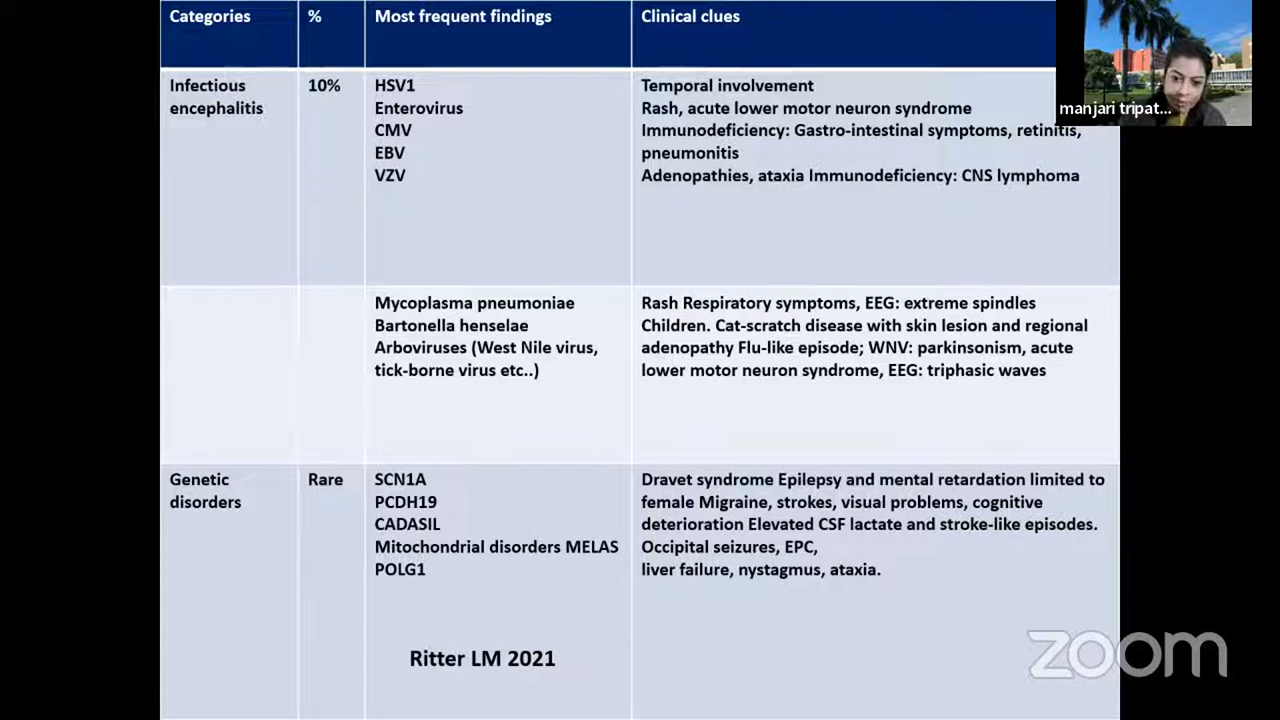 Categories
%
Most frequent findings
Clinical clues
Infectious
encephalitis
10%
HSV1
Enterovirus
CMV
EBV
VZV
Temporal involvement
Rash, acute lower motor neuron syndrome
Immunodeficiency: Gastro-intestinal symptoms, retinitis,
pneumonitis
Adenopathies, ataxia Immunodeficiency: CNS lymphoma
Mycoplasma pneumoniae
Bartonella henselae
Arboviruses (West Nile virus,
tick-borne virus etc..)
Rash Respiratory symptoms, EEG: extreme spindles
Children. Cat-scratch disease with skin lesion and regional
adenopathy Flu-like episode; WNV: parkinsonism, acute
lower motor neuron syndrome, EEG: triphasic waves
Genetic
disorders
Rare
SCN1A
PCDH19
CADASIL
Mitochondrial disorders MELAS
POLG1
Dravet syndrome Epilepsy and mental retardation limited to
female Migraine, strokes, visual problems, cognitive
deterioration Elevated CSF lactate and stroke-like episodes.
Occipital seizures, EPC,
liver failure, nystagmus, ataxia.
Ritter LM 2021
manjari tripat...
zoom